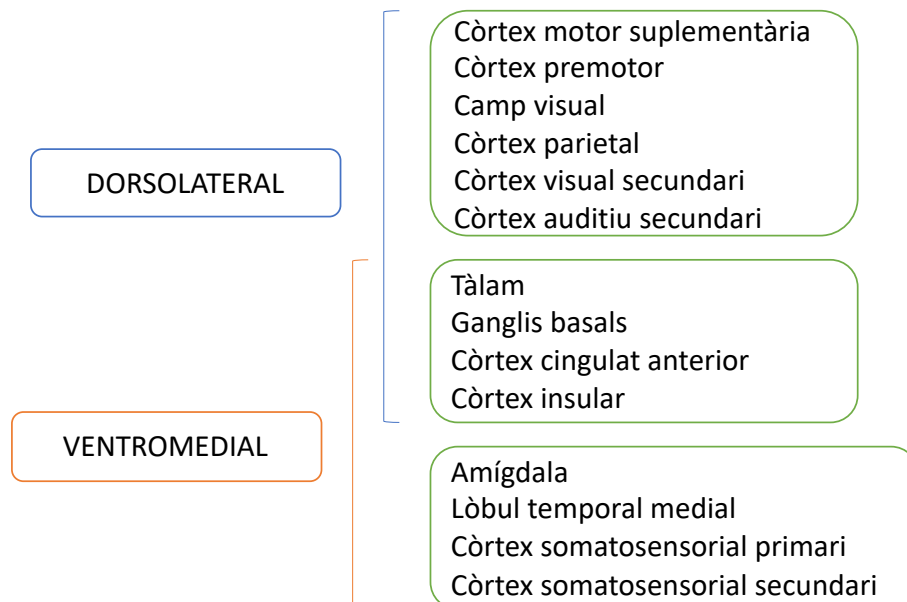 DORSOLATERAL
Còrtex motor suplementària
Còrtex premotor
Camp visual
Còrtex parietal
Còrtex visual secundari
Còrtex auditiu secundari
Tàlam
Ganglis basals
Còrtex cingulat anterior
Còrtex insular
VENTROMEDIAL
Amígdala
Lòbul temporal medial
Còrtex somatosensorial primari
Còrtex somatosensorial secundari